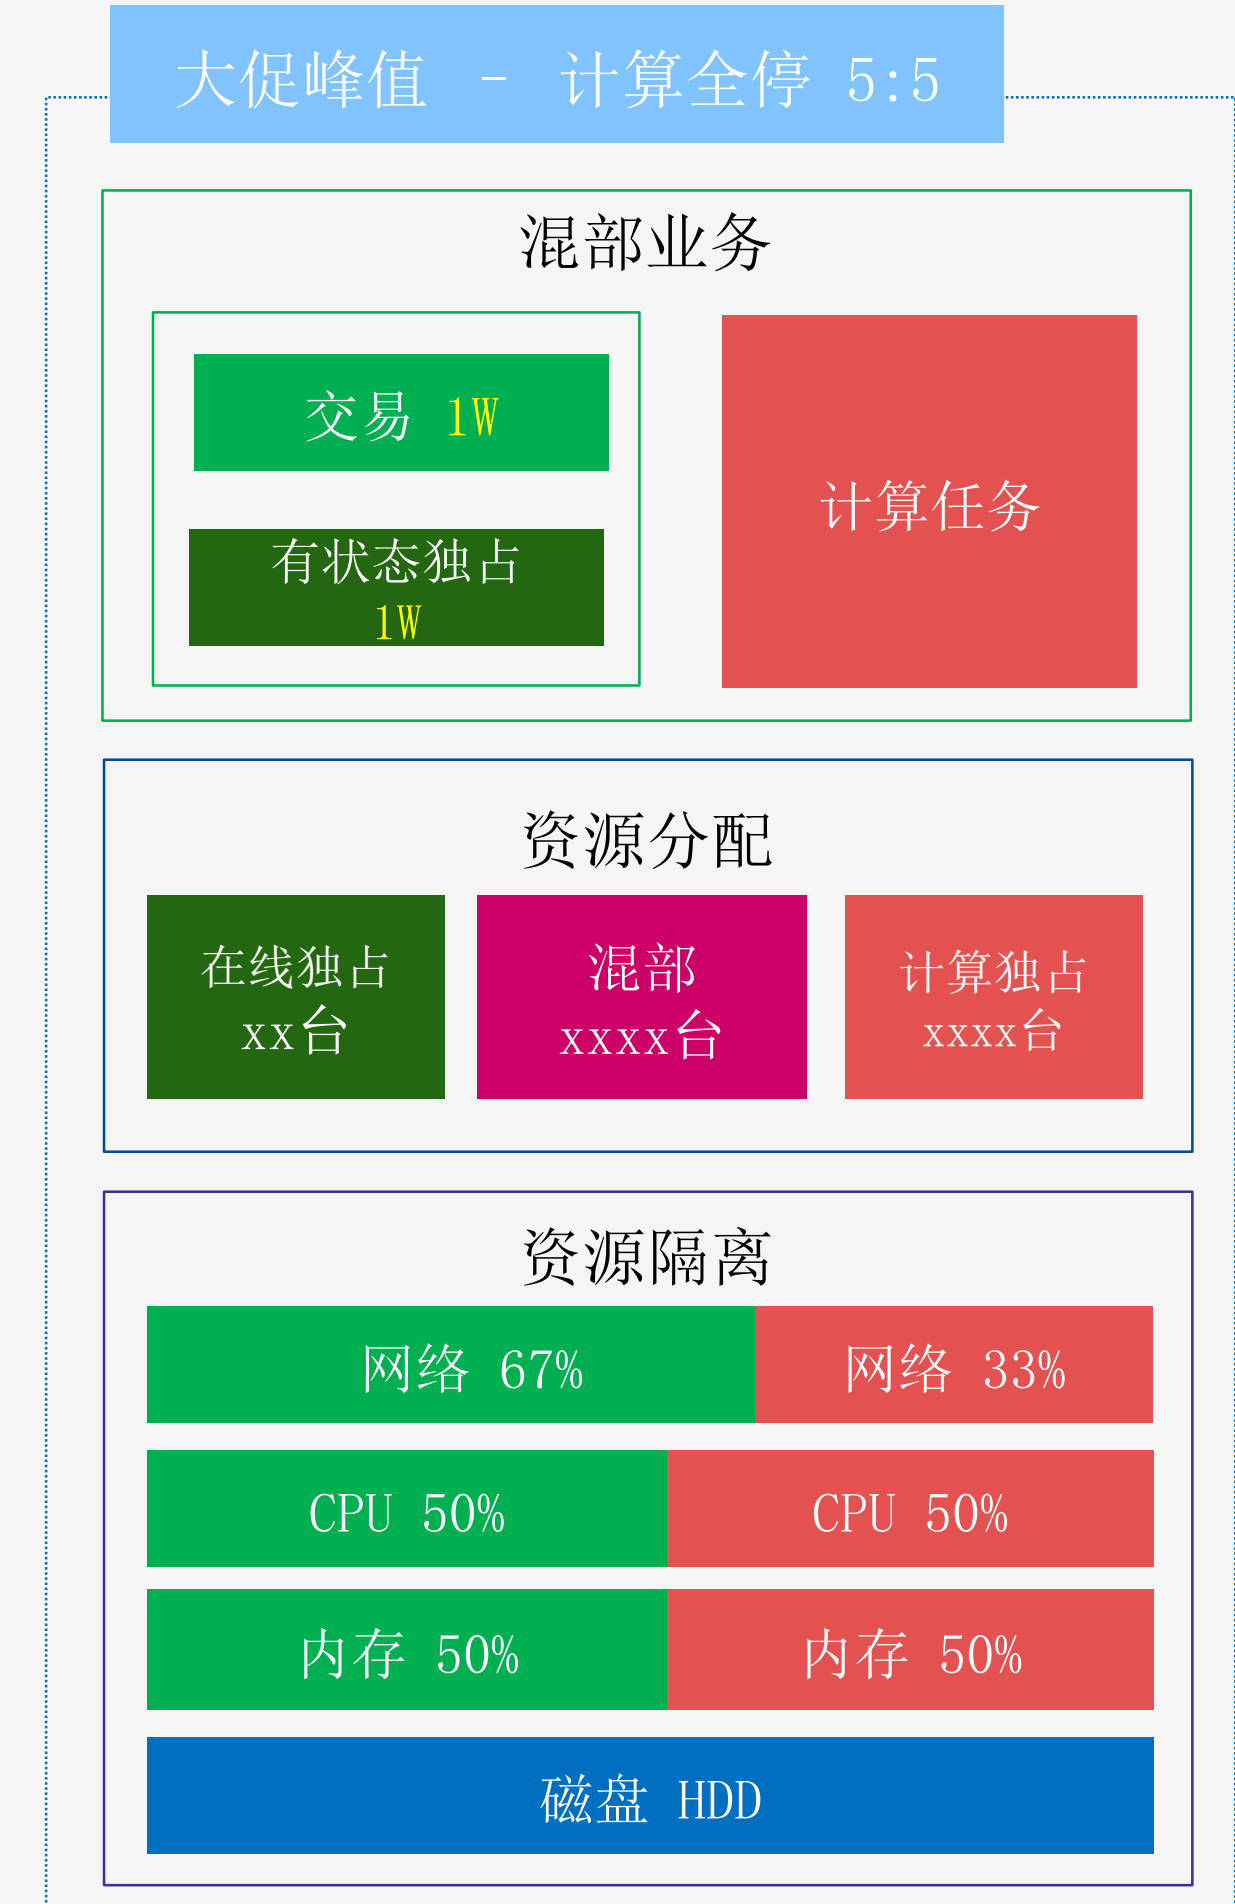 大促峰值 - 计算全停 5:5
混部业务
交易 1W
有状态独占
1W
计算任务
资源分配
在线独占
xx台
混部
xxxx台
计算独占
xxxx台
资源隔离
网络 67%
网络 33%
CPU 50%
CPU 50%
内存 50%
内存 50%
磁盘 HDD